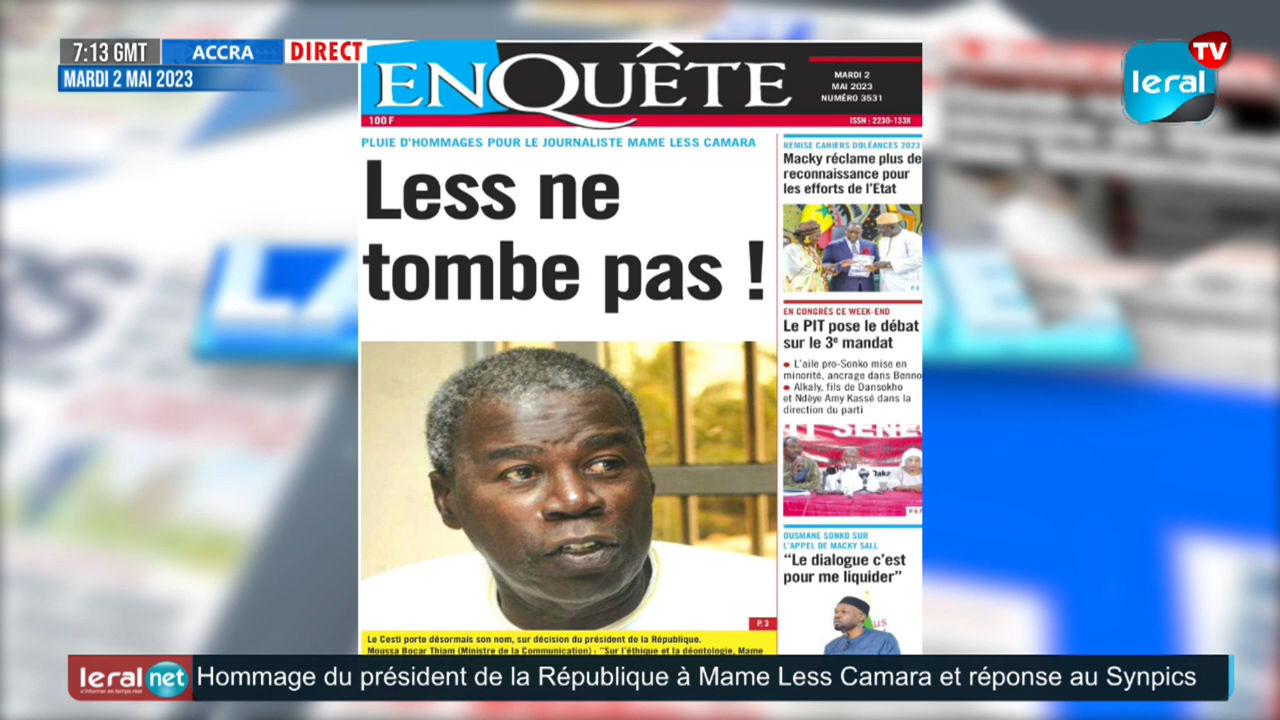 7:13 GMT
ACCRA
DIRECT
MARDI 2 MAI 2023
leral TV
ENQUÊTE
MARDI 2
MAI 2023
NUMÉRO 3531
100 F
ISSN : 2230-133X
PLUIE D'HOMMAGES POUR LE JOURNALISTE MAME LESS CAMARA
Less ne
tombe pas !
P. 3
Le Cesti porte désormais son nom, sur décision du président de la République.
Moussa Bocar Thiam (Ministre de la Communication) : "Sur l'éthique et la déontologie, Mame
REMISE CAHIERS DOLÉANCES 2023
Macky réclame plus de
reconnaissance pour
les efforts de l'Etat
EN CONGRÈS CE WEEK-END
Le PIT pose le débat
sur le 3e mandat
● L'aile pro-Sonko mise en
minorité, ancrage dans Benno
● Alkaly, fils de Dansokho
et Ndèye Amy Kassé dans la
direction du parti
OUSMANE SONKO SUR
L'APPEL DE MACKY SALL
"Le dialogue c'est
pour me liquider"
leral net
s'informer en temps réel
Hommage du président de la République à Mame Less Camara et réponse au Synpics